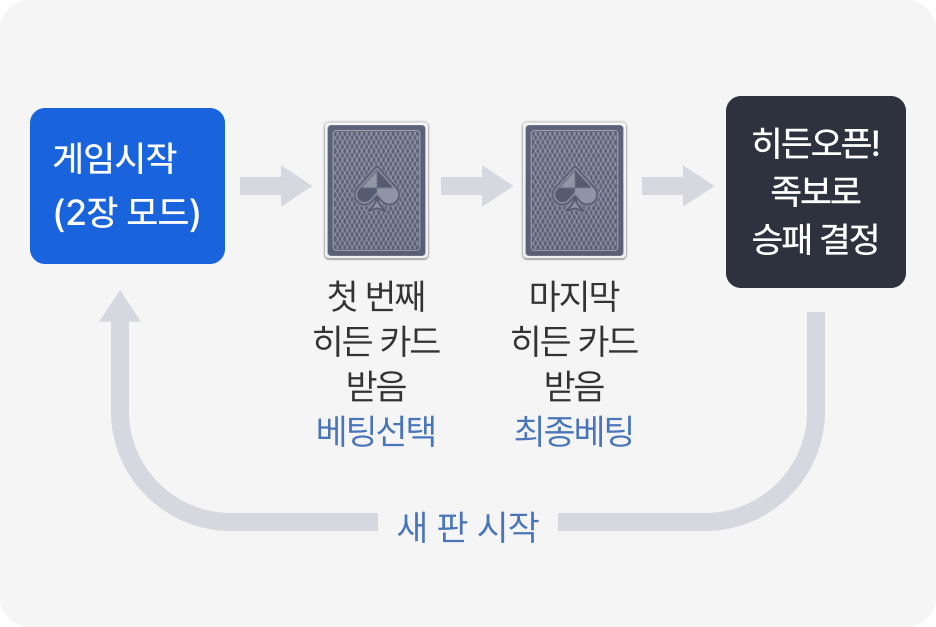 게임시작
(2장 모드)
첫 번째
히든 카드
받음
베팅선택
마지막
히든 카드
받음
최종베팅
히든오픈!
족보로
승패 결정
새 판 시작